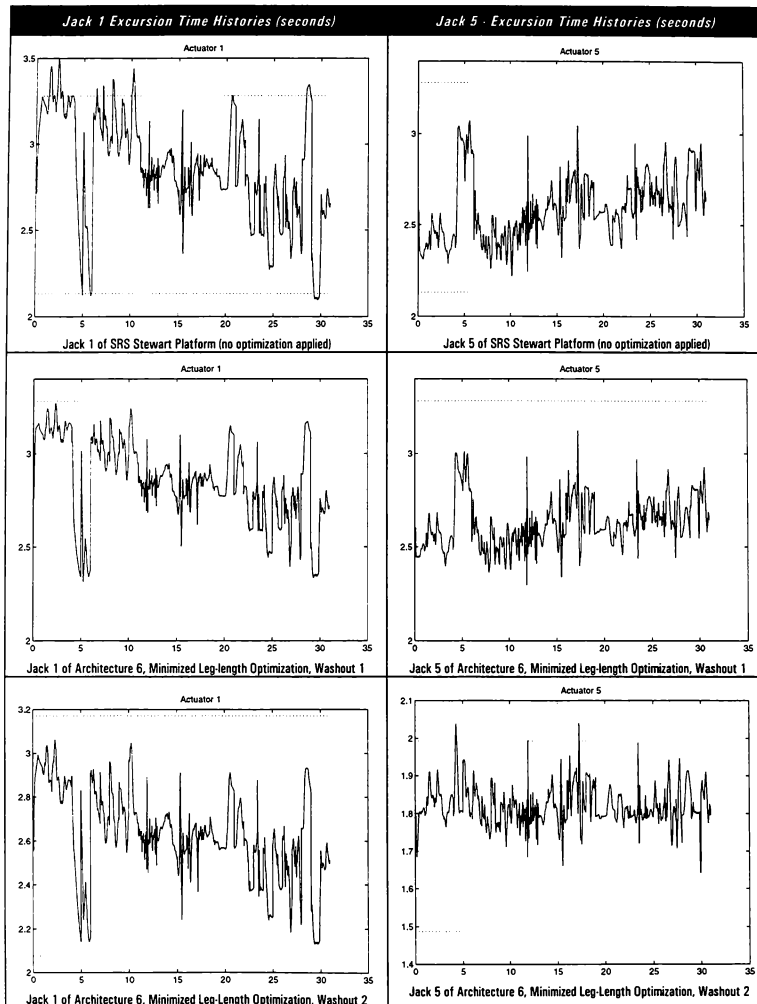 Jack 1 Excursion Time Histories (seconds)
Jack 5 - Excursion Time Histories (seconds)
Actuator 1
3.5
3
2.5
2
0 5 10 15 20 25 30 35
Jack 1 of SRS Stewart Platform (no optimization applied)
Actuator 5
3
2.5
2
0 5 10 15 20 25 30 35
Jack 5 of SRS Stewart Platform (no optimization applied)
Actuator 1
3
2.5
2
0 5 10 15 20 25 30 35
Jack 1 of Architecture 6, Minimized Leg-length Optimization, Washout 1
Actuator 5
3
2.5
2
0 5 10 15 20 25 30 35
Jack 5 of Architecture 6, Minimized Leg-length Optimization, Washout 1
Actuator 1
3.2
3
2.8
2.6
2.4
2.2
2
0 5 10 15 20 25 30 35
Jack 1 of Architecture 6, Minimized Leg-Length Optimization, Washout 2
Actuator 5
2.1
2
1.9
1.8
1.7
1.6
1.5
1.4
0 5 10 15 20 25 30 35
Jack 5 of Architecture 6, Minimized Leg-Length Optimization, Washout 2